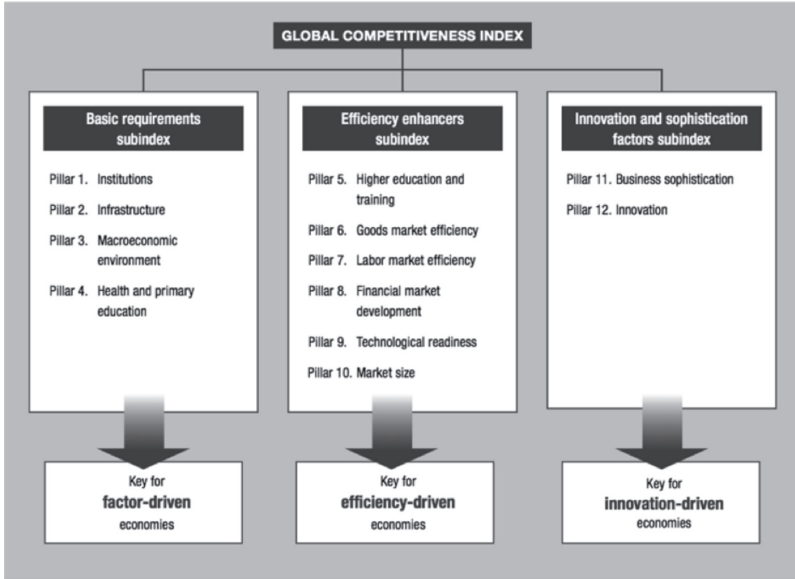 GLOBAL COMPETITIVENESS INDEX
Basic requirements
subindex
Pillar 1. Institutions
Pillar 2. Infrastructure
Pillar 3. Macroeconomic
environment
Pillar 4. Health and primary
education
Key for
factor-driven
economies
Efficiency enhancers
subindex
Pillar 5. Higher education and
training
Pillar 6. Goods market efficiency
Pillar 7. Labor market efficiency
Pillar 8. Financial market
development
Pillar 9. Technological readiness
Pillar 10. Market size
Key for
efficiency-driven
economies
Innovation and sophistication
factors subindex
Pillar 11. Business sophistication
Pillar 12. Innovation
Key for
innovation-driven
economies